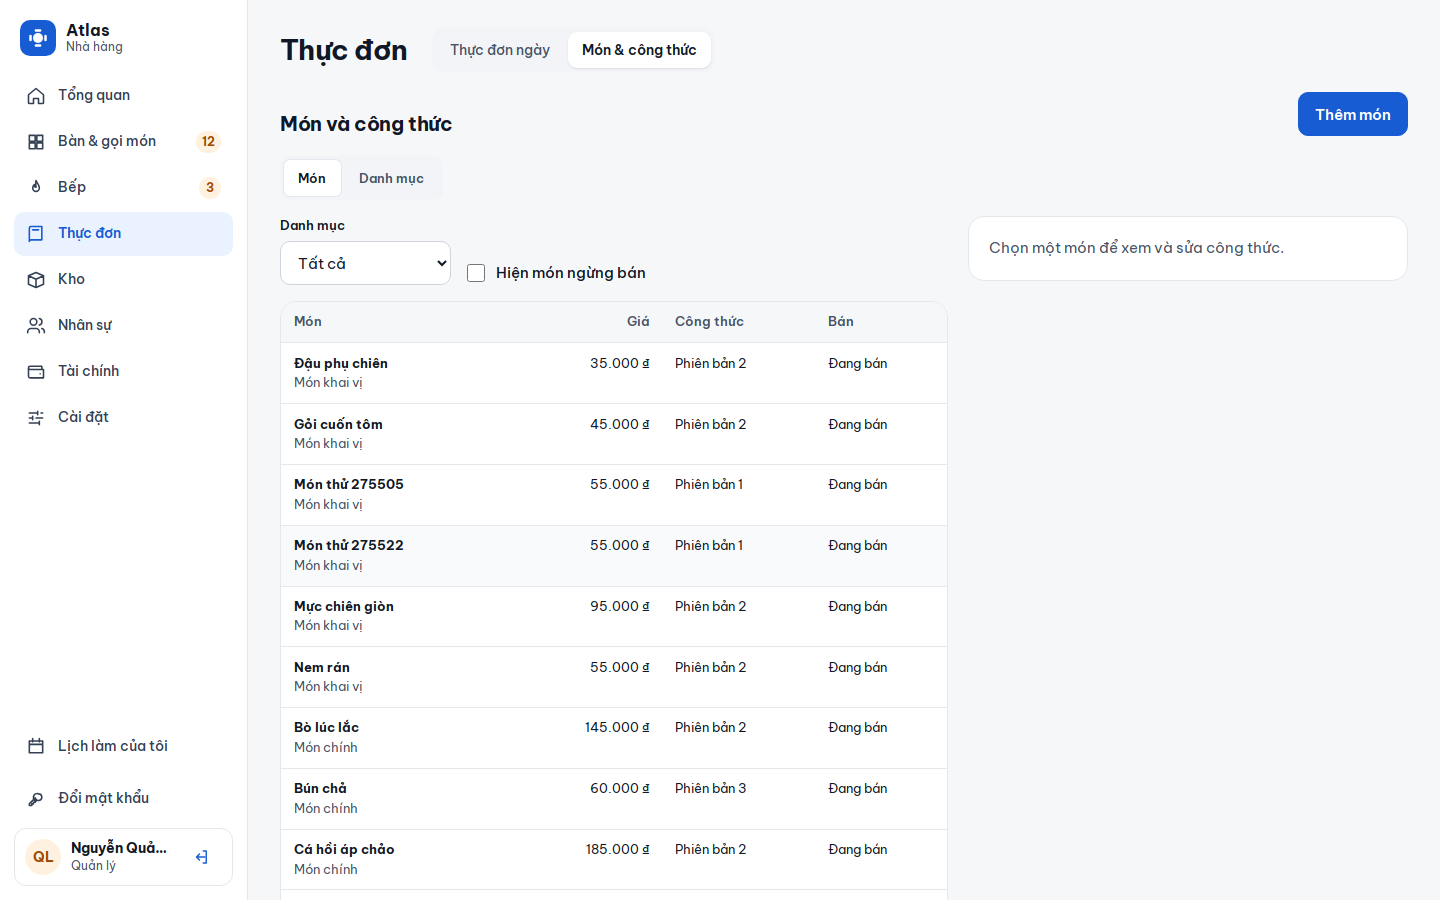 Atlas
Nhà hàng
Tổng quan
Bàn & gọi món 12
Bếp 3
Thực đơn
Kho
Nhân sự
Tài chính
Cài đặt
Lịch làm của tôi
Đổi mật khẩu
QL
Nguyễn Quả...
Quản lý
Thực đơn
Thực đơn ngày Món & công thức
Món và công thức
Thêm món
Món Danh mục
Danh mục
Tất cả
Hiện món ngừng bán
Món Giá Công thức Bán
Đậu phụ chiên 35.000 ₫ Phiên bản 2 Đang bán
Món khai vị
Gỏi cuốn tôm 45.000 ₫ Phiên bản 2 Đang bán
Món khai vị
Món thử 275505 55.000 ₫ Phiên bản 1 Đang bán
Món khai vị
Món thử 275522 55.000 ₫ Phiên bản 1 Đang bán
Món khai vị
Mực chiên giòn 95.000 ₫ Phiên bản 2 Đang bán
Món khai vị
Nem rán 55.000 ₫ Phiên bản 2 Đang bán
Món khai vị
Bò lúc lắc 145.000 ₫ Phiên bản 2 Đang bán
Món chính
Bún chả 60.000 ₫ Phiên bản 3 Đang bán
Món chính
Cá hồi áp chảo 185.000 ₫ Phiên bản 2 Đang bán
Món chính
Chọn một món để xem và sửa công thức.